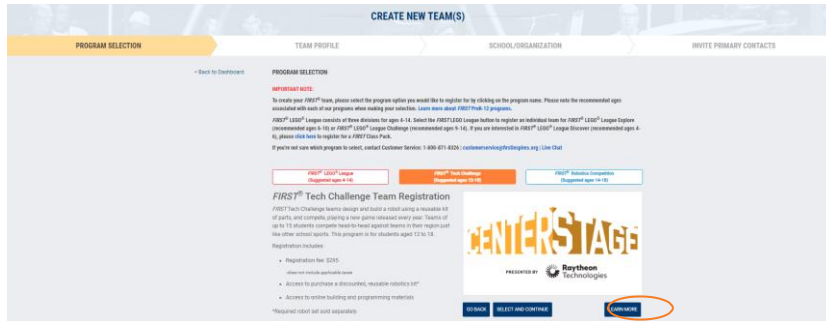 CREATE NEW TEAM(S)
PROGRAM SELECTION
TEAM PROFILE
SCHOOL/ORGANIZATION
INVITE PRIMARY CONTACTS
< Back to Dashboard
PROGRAM SELECTION
IMPORTANT NOTE:
To create your FIRST® team, please select the program option you would like to register for by clicking on the program name. Please note the recommended ages
associated with each of our programs when making your selection. Learn more about FIRST PreK-12 programs.
FIRST® LEGO® League consists of three divisions for ages 4-14. Select the FIRST LEGO League button to register an individual team for FIRST® LEGO® League Explore
(recommended ages 6-10) or FIRST® LEGO® League Challenge (recommended ages 9-14). If you are interested in FIRST® LEGO® League Discover (recommended ages 4-
6), please click here to register for a FIRST Class Pack.
If you're not sure which program to select, contact Customer Service: 1-800-871-8326 | customerservice@firstinspires.org | Live Chat
FIRST® LEGO® League
(Suggested ages 4-14)
FIRST® Tech Challenge
(Suggested ages 12-18)
FIRST® Robotics Competition
(Suggested ages 14-18)
FIRST® Tech Challenge Team
Registration
FIRST Tech Challenge teams design and build a robot using a reusable kit
of parts, and compete, playing a new game released every year. Teams of
up to 15 students compete head-to-head against teams in their region just
like other school sports. This program is for students aged 12 to 18.
Registration includes:
• Registration fee: $295
*does not include applicable taxes
• Access to purchase a discounted, reusable robotics kit*
• Access to online building and programming materials
*Required robot set sold separately.
CENTERSTAGE
PRESENTED BY
Raytheon
Technologies
GO BACK
SELECT AND CONTINUE
LEARN MORE